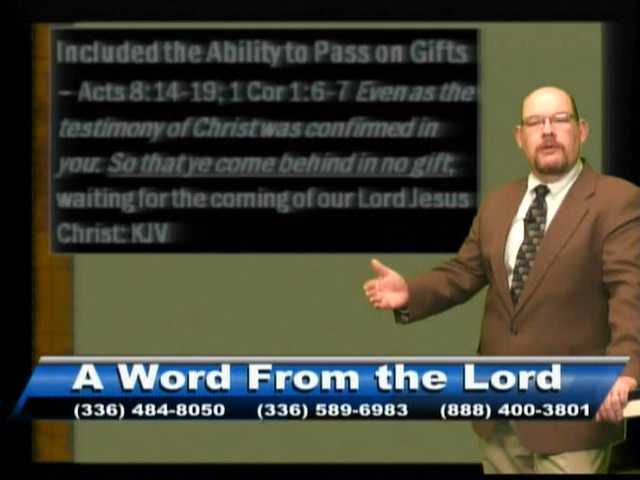 Included the Ability to Pass on Gifts
– Acts 8:14-19; 1 Cor 1:6-7 Even as the
testimony of Christ was confirmed in
you: So that ye come behind in no gift;
waiting for the coming of our Lord Jesus
Christ: KJV
A Word From the Lord
(336) 484-8050 (336) 589-6983 (888) 400-3801